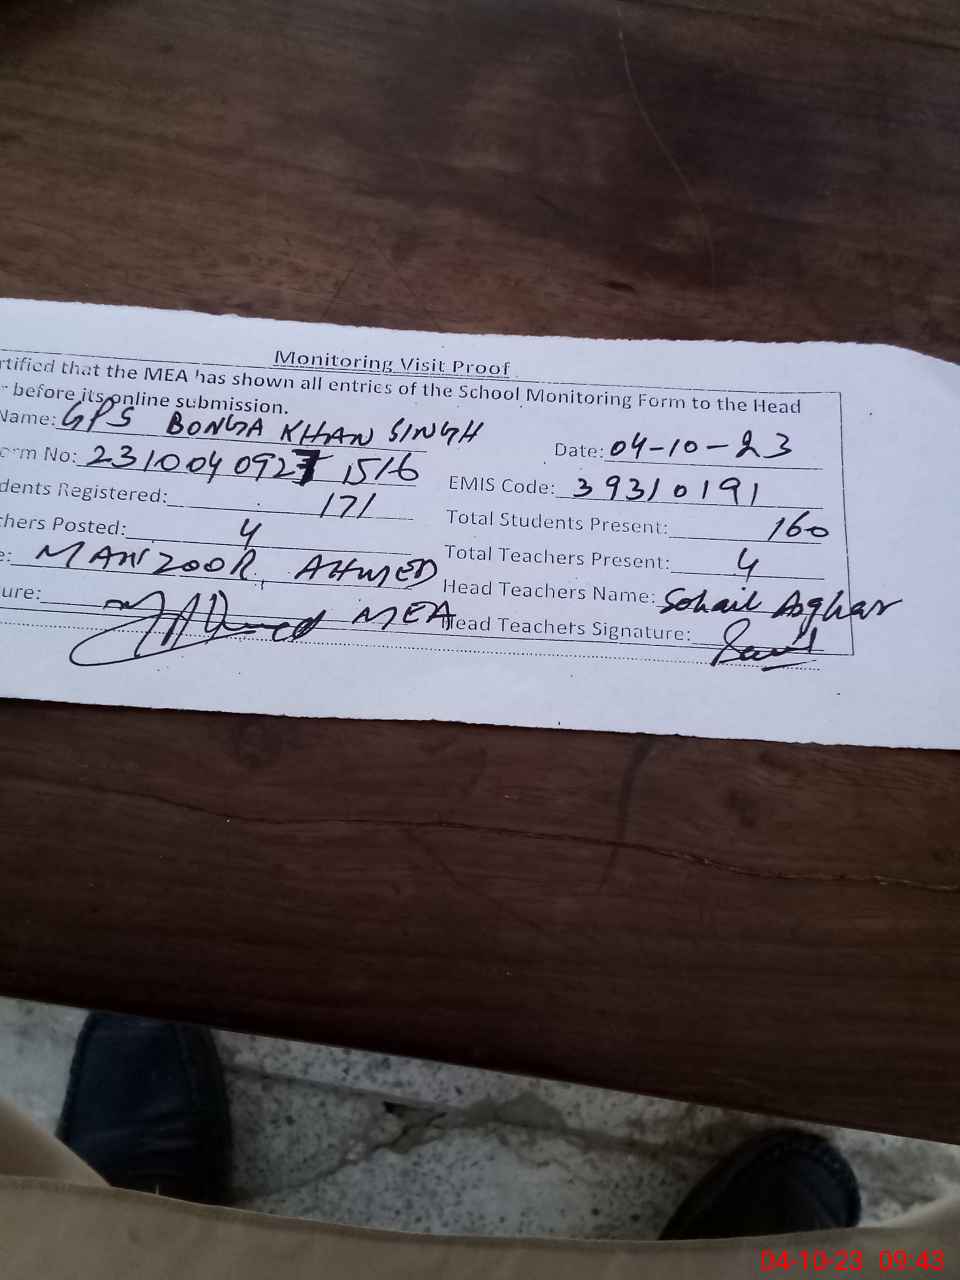 Monitoring Visit Proof
rtified that the MEA has shown all entries of the School Monitoring Form to the Head
r before its online submission.
Name: GPS BONGA KHAN SINGH
Date: 04-10-23
orm No: 2310040927 1516
EMIS Code: 39310191
dents Registered: 171
Total Students Present: 160
chers Posted: 4
Total Teachers Present: 4
e: MANZOOR AHMED
Head Teachers Name: Sohail Asghar
ure: MEA
Head Teachers Signature:
04-10-23 09:43